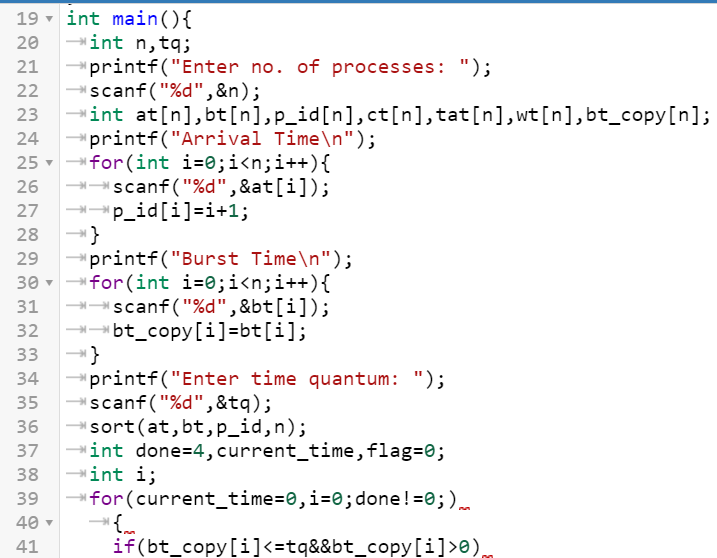 19 int main(){
20 int n,tq;
21 printf("Enter no. of processes: ");
22 scanf("%d",&n);
23 int at[n],bt[n],p_id[n],ct[n],tat[n],wt[n],bt_copy[n];
24 printf("Arrival Time\n");
25 for(int i=0;i<n;i++){
26 scanf("%d",&at[i]);
27 p_id[i]=i+1;
28 }
29 printf("Burst Time\n");
30 for(int i=0;i<n;i++){
31 scanf("%d",&bt[i]);
32 bt_copy[i]=bt[i];
33 }
34 printf("Enter time quantum: ");
35 scanf("%d",&tq);
36 sort(at,bt,p_id,n);
37 int done=4,current_time,flag=0;
38 int i;
39 for(current_time=0,i=0;done!=0;)
40 {
41 if(bt_copy[i]<=tq&&bt_copy[i]>0)